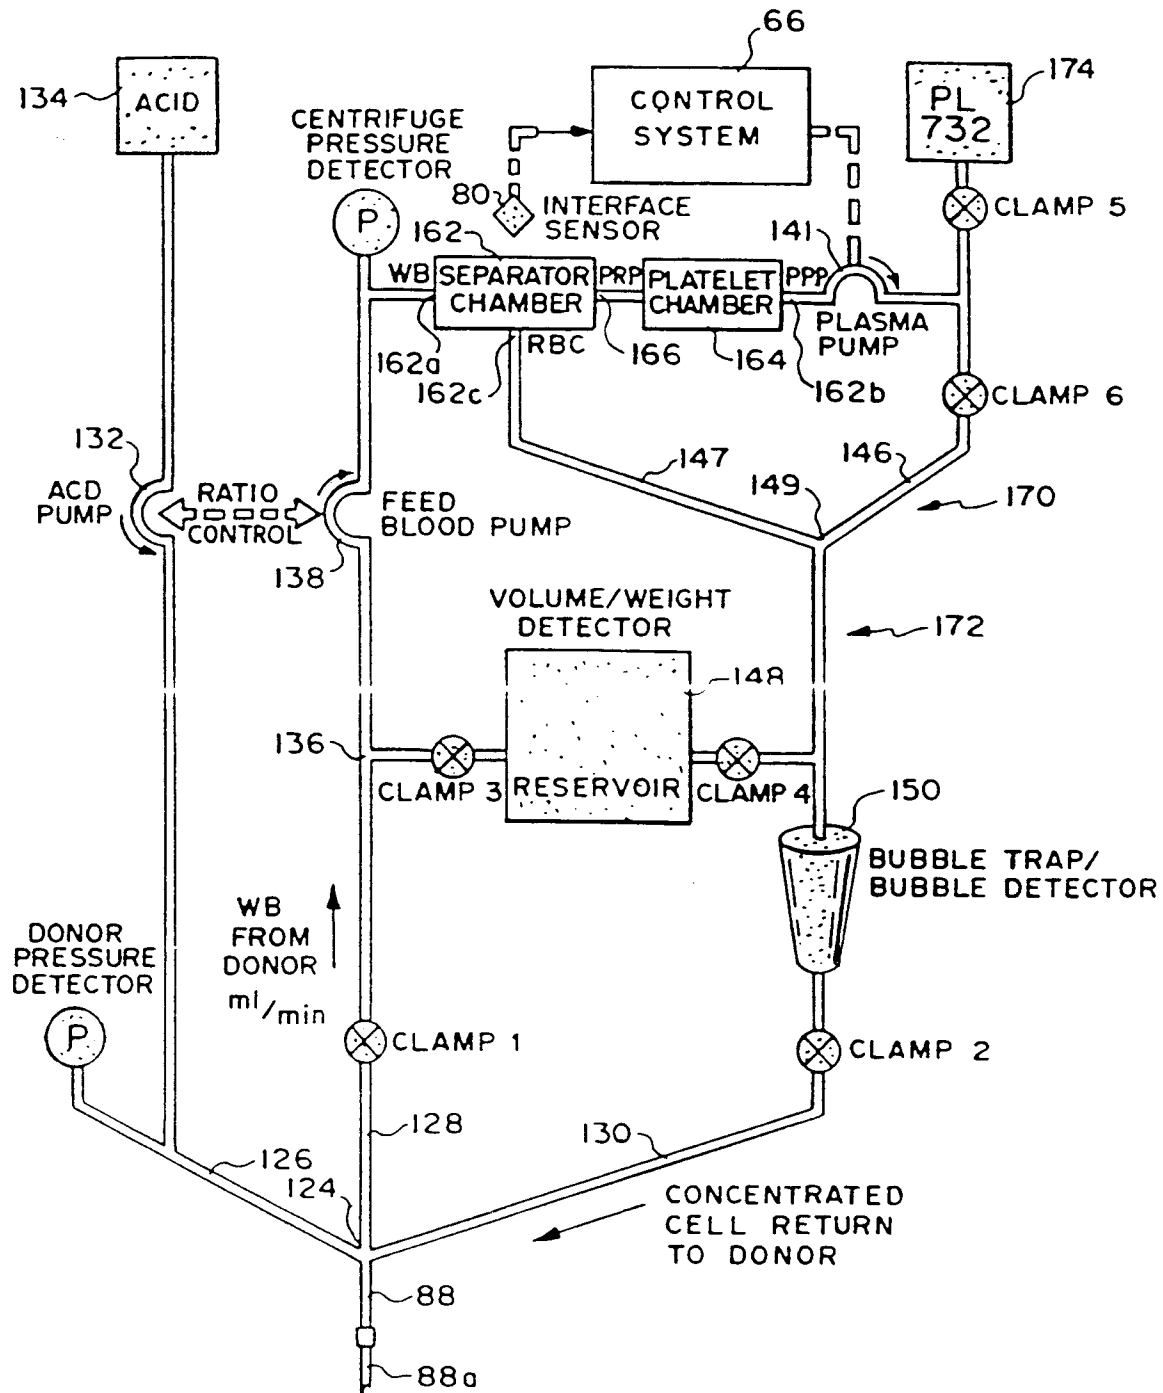 66
134
ACID
CONTROL
SYSTEM
PL
732
174
CENTRIFUGE
PRESSURE
DETECTOR
P
80
INTERFACE
SENSOR
CLAMP 5
162
141
WB
SEPARATOR
CHAMBER
PRP
PLATELET
CHAMBER
PPP
PLASMA
PUMP
162a
RBC
166
164
162b
162c
CLAMP 6
132
ACD
PUMP
RATIO
CONTROL
FEED
BLOOD PUMP
138
147
149
146
170
VOLUME/WEIGHT
DETECTOR
172
148
136
CLAMP 3
RESERVOIR
CLAMP 4
150
BUBBLE TRAP/
BUBBLE DETECTOR
WB
FROM
DONOR
ml/min
DONOR
PRESSURE
DETECTOR
P
CLAMP 1
CLAMP 2
128
130
126
124
CONCENTRATED
CELL RETURN
TO DONOR
88
88a